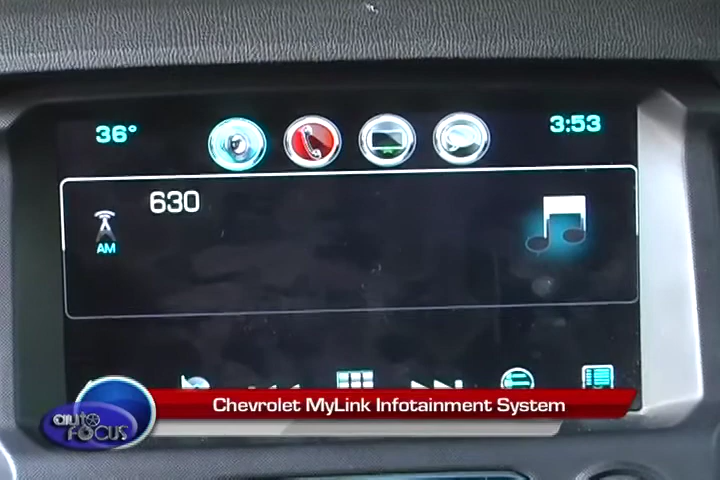 36°
3:53
630
AM
Chevrolet MyLink Infotainment System
auto
FOCUS